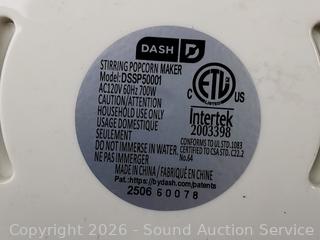 DASH D
STIRRING POPCORN MAKER
Model:DSSP50001
AC120V 60Hz 700W
CAUTION/ATTENTION
HOUSEHOLD USE ONLY
USAGE DOMESTIQUE
SEULEMENT
DO NOT IMMERSE IN WATER.
NE PAS IMMERGER
MADE IN CHINA / FABRIQUÉ EN CHINE
Pat.:https://bydash.com/patents
2506 60078
ETL
C US
Intertek
2003398
CONFORMS TO UL STD.1083
CERTIFIED TO CSA STD. C22.2
No.64
Copyright 2026 - Sound Auction Service